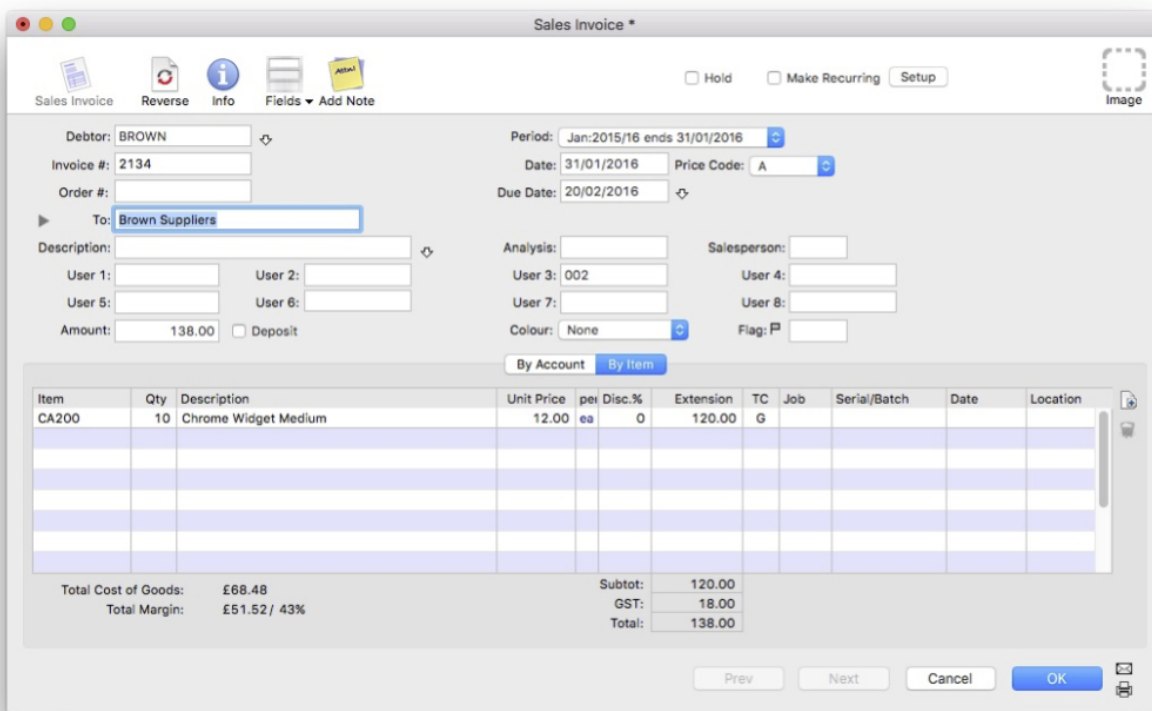 Sales Invoice *
Hold Make Recurring Setup
Sales Invoice Reverse Info Fields Add Note Image
Debtor: BROWN Period: Jan:2015/16 ends 31/01/2016
Invoice #: 2134 Date: 31/01/2016 Price Code: A
Order #: Due Date: 20/02/2016
To: Brown Suppliers
Description: Analysis: Salesperson:
User 1: User 2: User 3: 002 User 4:
User 5: User 6: User 7: User 8:
Amount: 138.00 Deposit Colour: None Flag:
By Account By Item
Item Qty Description Unit Price per Disc.% Extension TC Job Serial/Batch Date Location
CA200 10 Chrome Widget Medium 12.00 ea 0 120.00 G
Total Cost of Goods: £68.48 Subtot: 120.00
Total Margin: £51.52/ 43% GST: 18.00
Total: 138.00
Prev Next Cancel OK